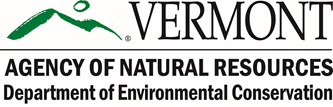 ® VERMONT
AGENCY OF NATURAL RESOURCES
Department of Environmental Conservation